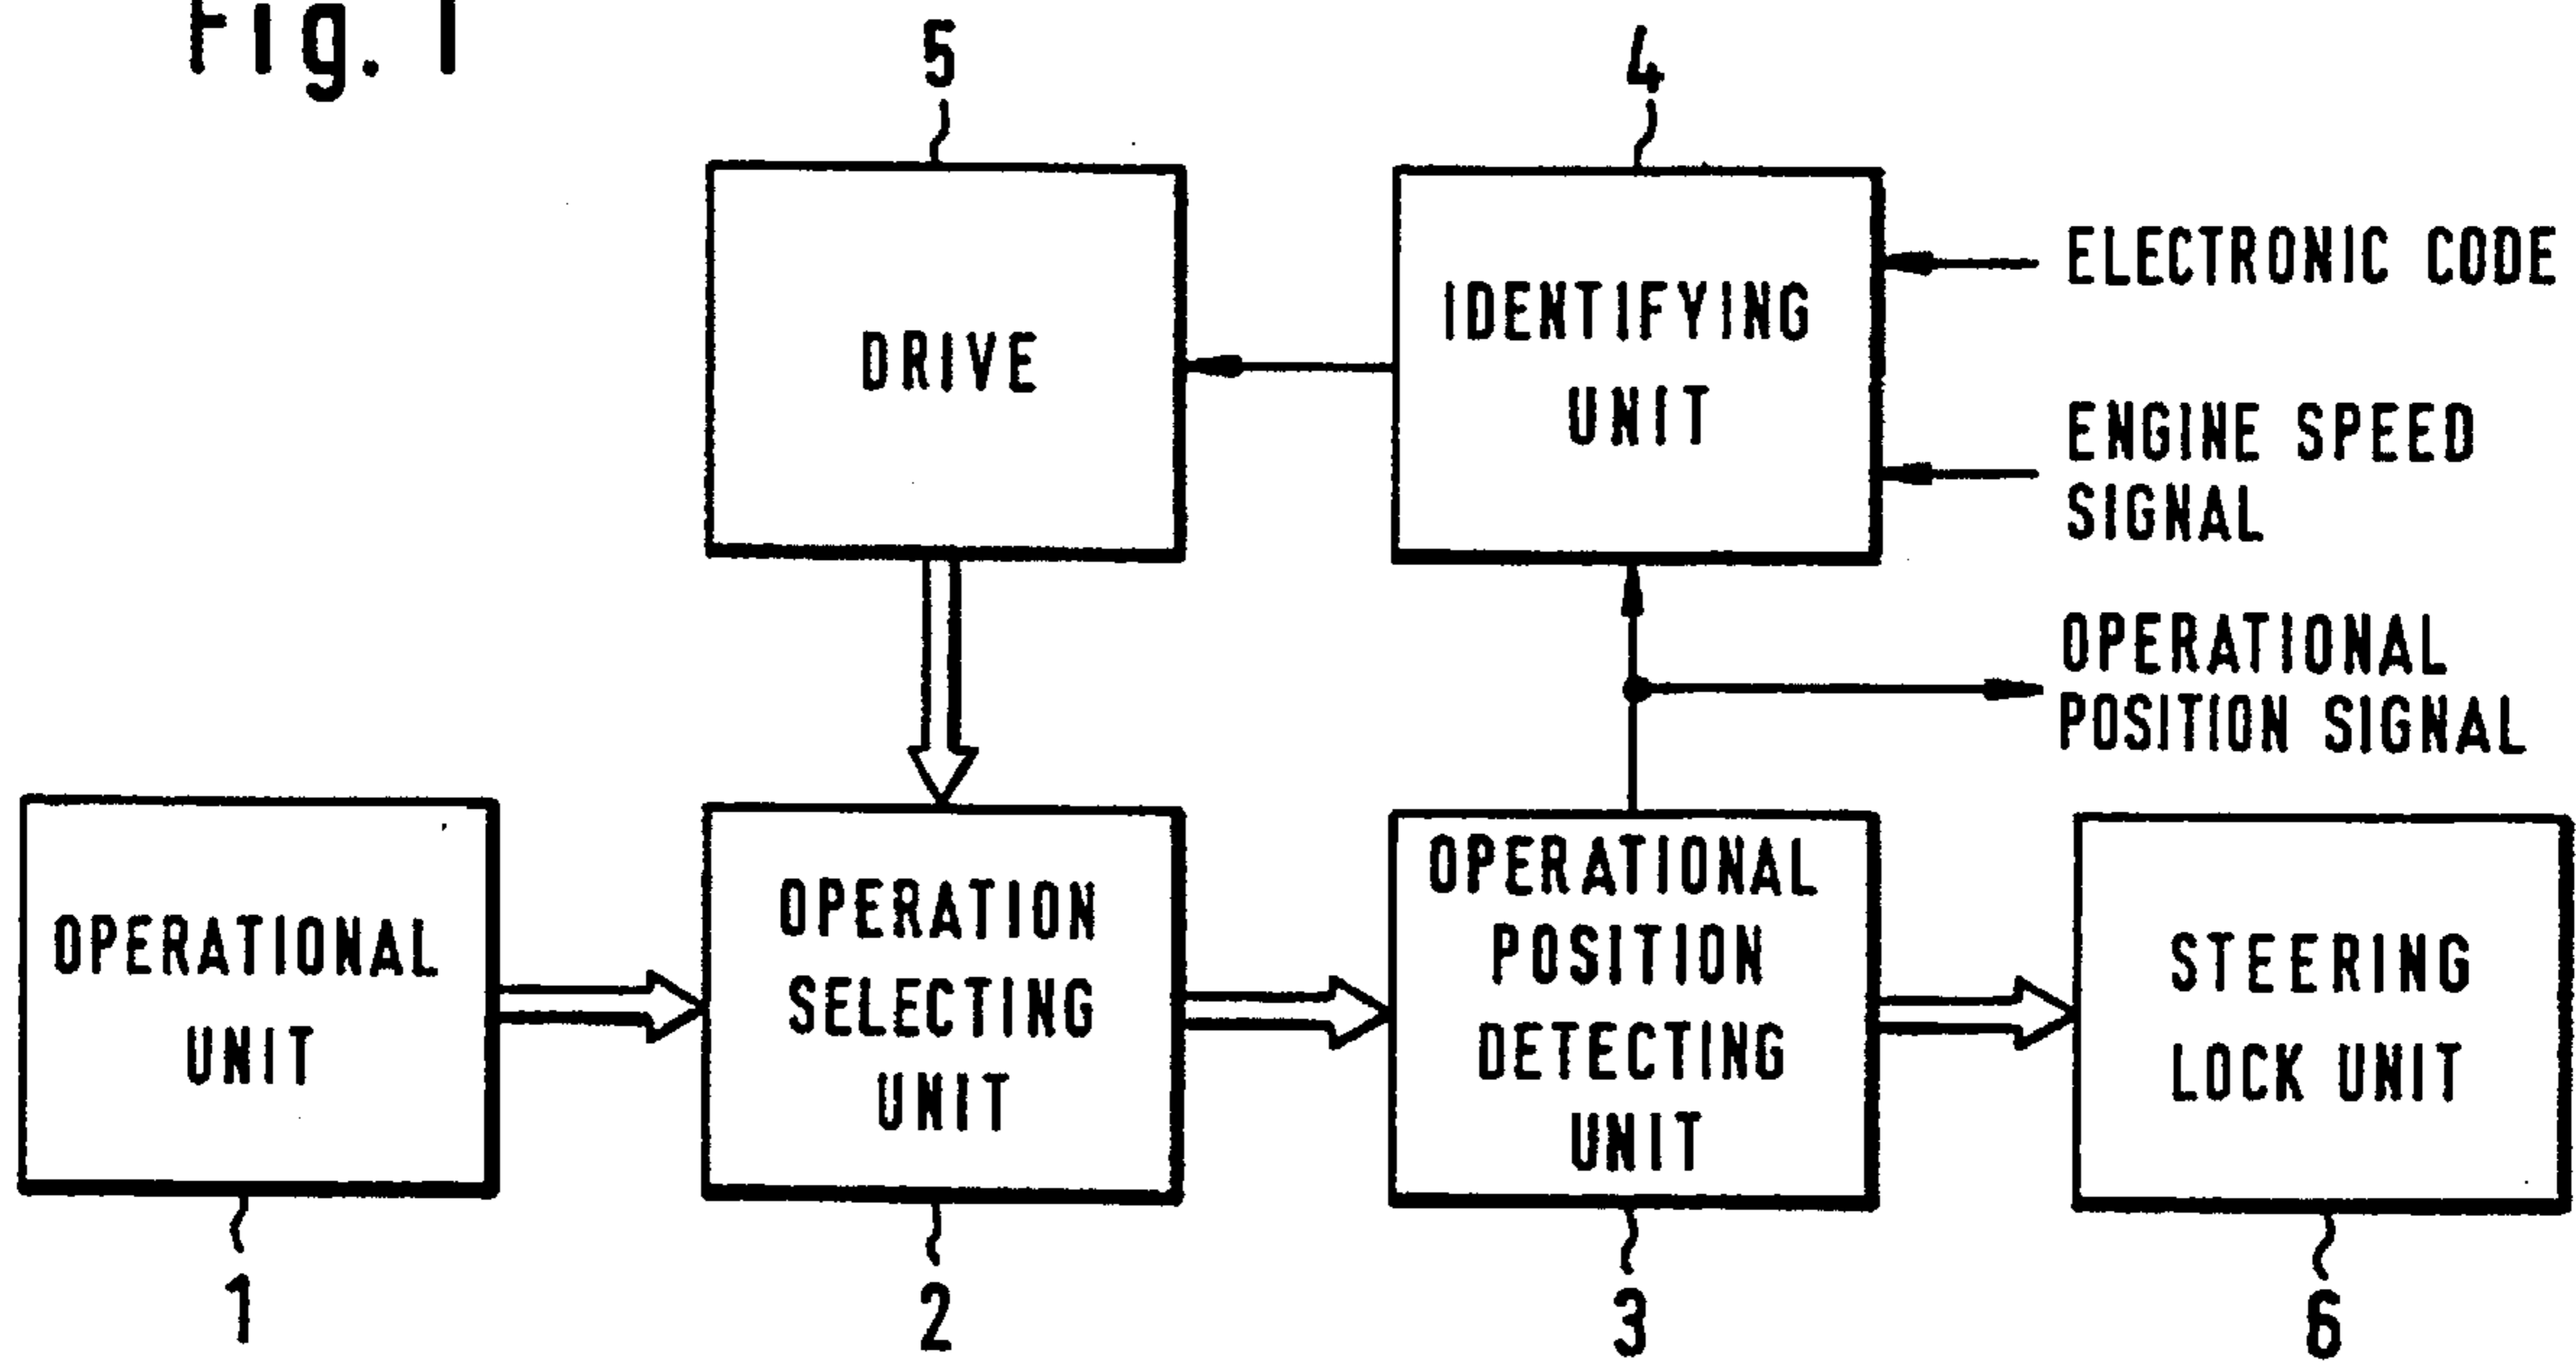 Fig. 1
5
4
DRIVE
IDENTIFYING
UNIT
ELECTRONIC CODE
ENGINE SPEED
SIGNAL
OPERATIONAL
POSITION SIGNAL
OPERATIONAL
UNIT
OPERATION
SELECTING
UNIT
OPERATIONAL
POSITION
DETECTING
UNIT
STEERING
LOCK UNIT
1
2
3
6